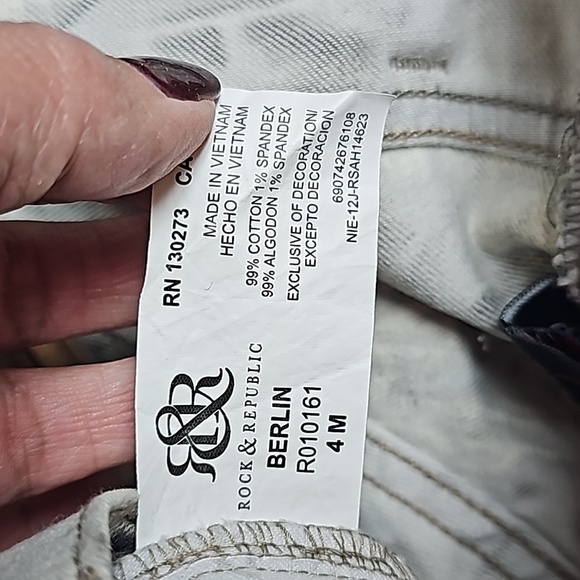 RN 130273 CA
MADE IN VIETNAM
HECHO EN VIETNAM
99% COTTON 1% SPANDEX
99% ALGODON 1% SPANDEX
EXCLUSIVE OF DECORATION/
EXCEPTO DECORACION
690742676108
NIE-12J-RSAH14623
R&R
ROCK & REPUBLIC
BERLIN
R010161
4 M